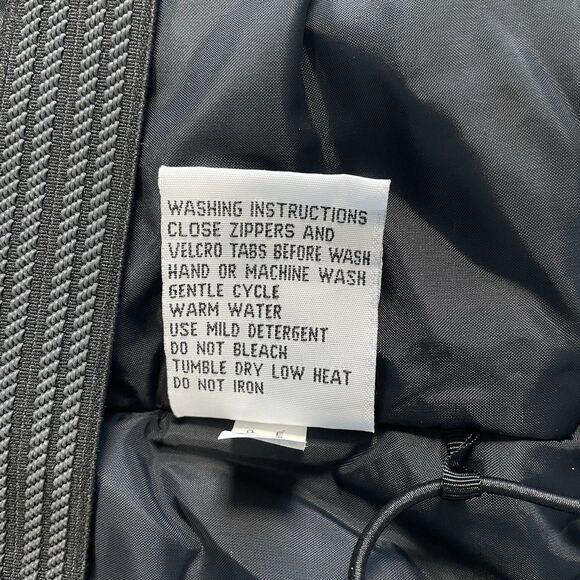 WASHING INSTRUCTIONS
CLOSE ZIPPERS AND
VELCRO TABS BEFORE WASH
HAND OR MACHINE WASH
GENTLE CYCLE
WARM WATER
USE MILD DETERGENT
DO NOT BLEACH
TUMBLE DRY LOW HEAT
DO NOT IRON